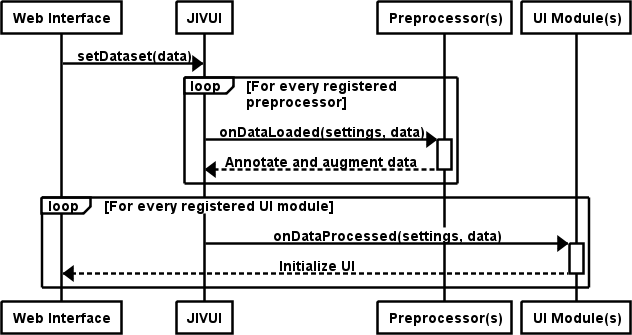 Web Interface
JIVUI
Preprocessor(s)
UI Module(s)
setDataset(data)
loop
[For every registered
preprocessor]
onDataLoaded(settings, data)
Annotate and augment data
loop
[For every registered UI module]
onDataProcessed(settings, data)
Initialize UI
Web Interface
JIVUI
Preprocessor(s)
UI Module(s)